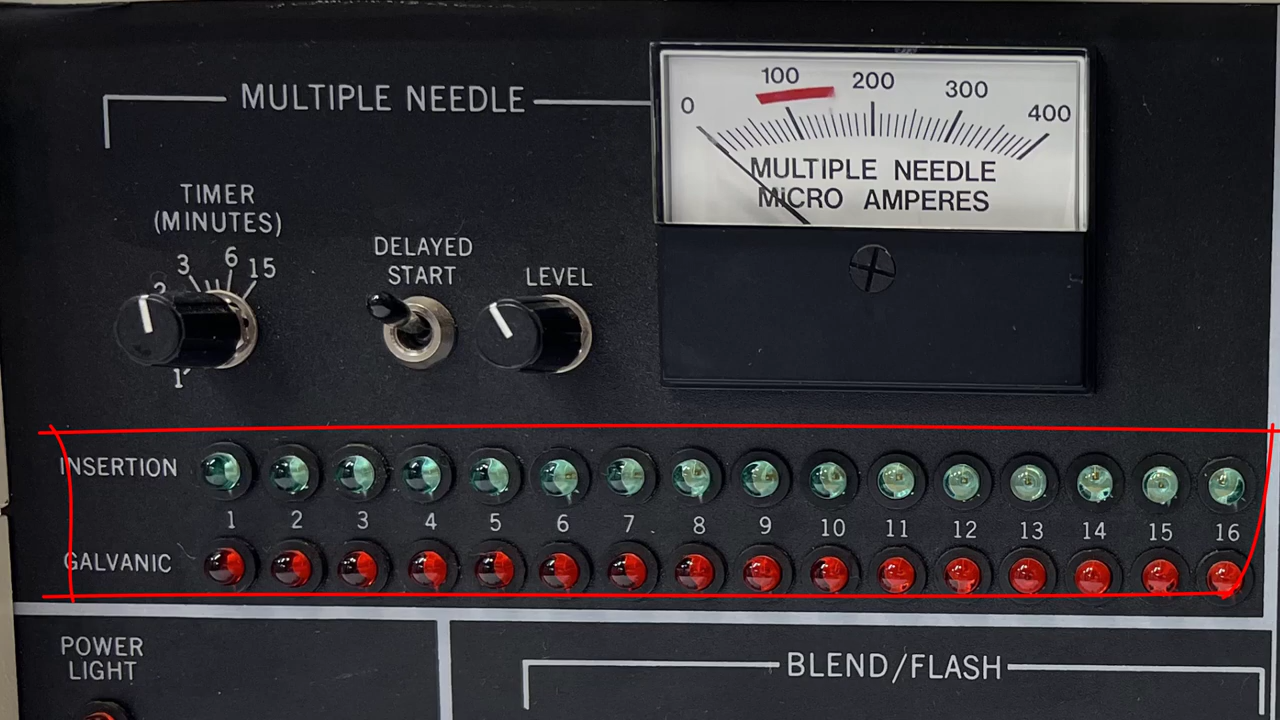 MULTIPLE NEEDLE
0 100 200 300 400
MULTIPLE NEEDLE
MICRO AMPERES
TIMER
(MINUTES)
1 2 3 6 15
DELAYED
START
LEVEL
INSERTION
1 2 3 4 5 6 7 8 9 10 11 12 13 14 15 16
GALVANIC
POWER
LIGHT
BLEND/FLASH